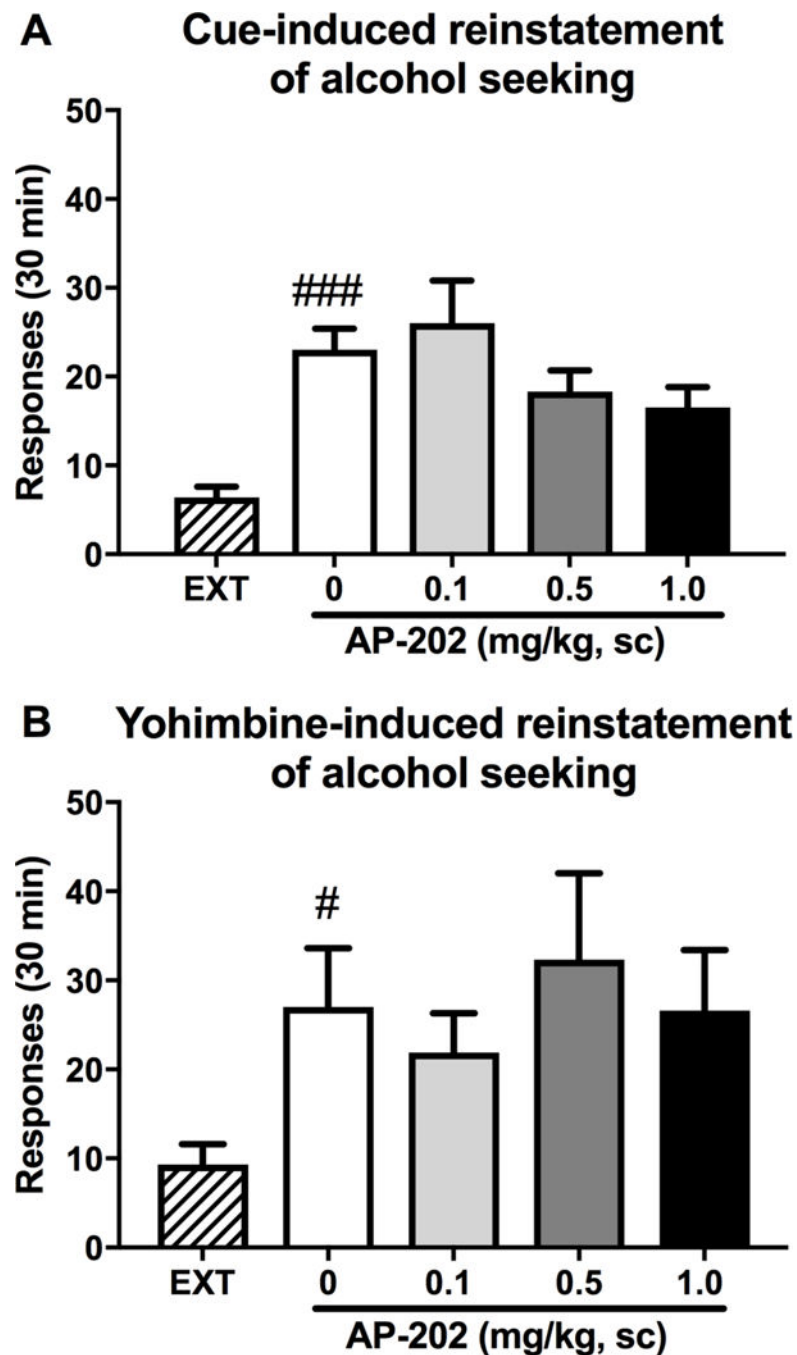 A Cue-induced reinstatement
of alcohol seeking
Responses (30 min)
50
40
30
20
10
0
###
EXT 0 0.1 0.5 1.0
AP-202 (mg/kg, sc)
B Yohimbine-induced reinstatement
of alcohol seeking
Responses (30 min)
50
40
30
20
10
0
#
EXT 0 0.1 0.5 1.0
AP-202 (mg/kg, sc)